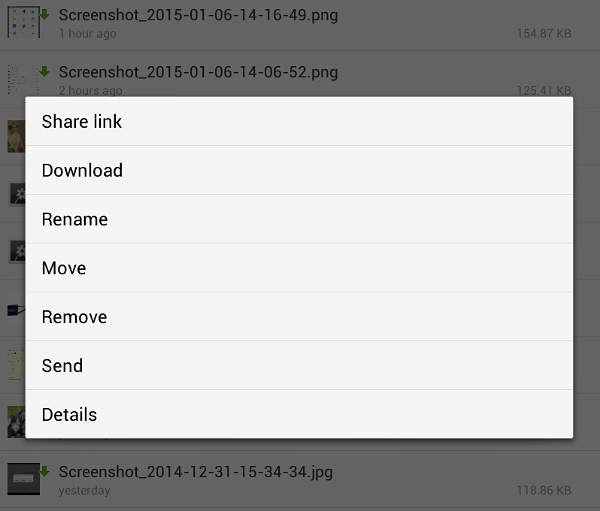 Screenshot_2015-01-06-14-16-49.png
1 hour ago 154.87 KB
Screenshot_2015-01-06-14-06-52.png
2 hours ago 125.41 KB
Share link
Download
Rename
Move
Remove
Send
Details
Screenshot_2014-12-31-15-34-34.jpg
yesterday 118.86 KB